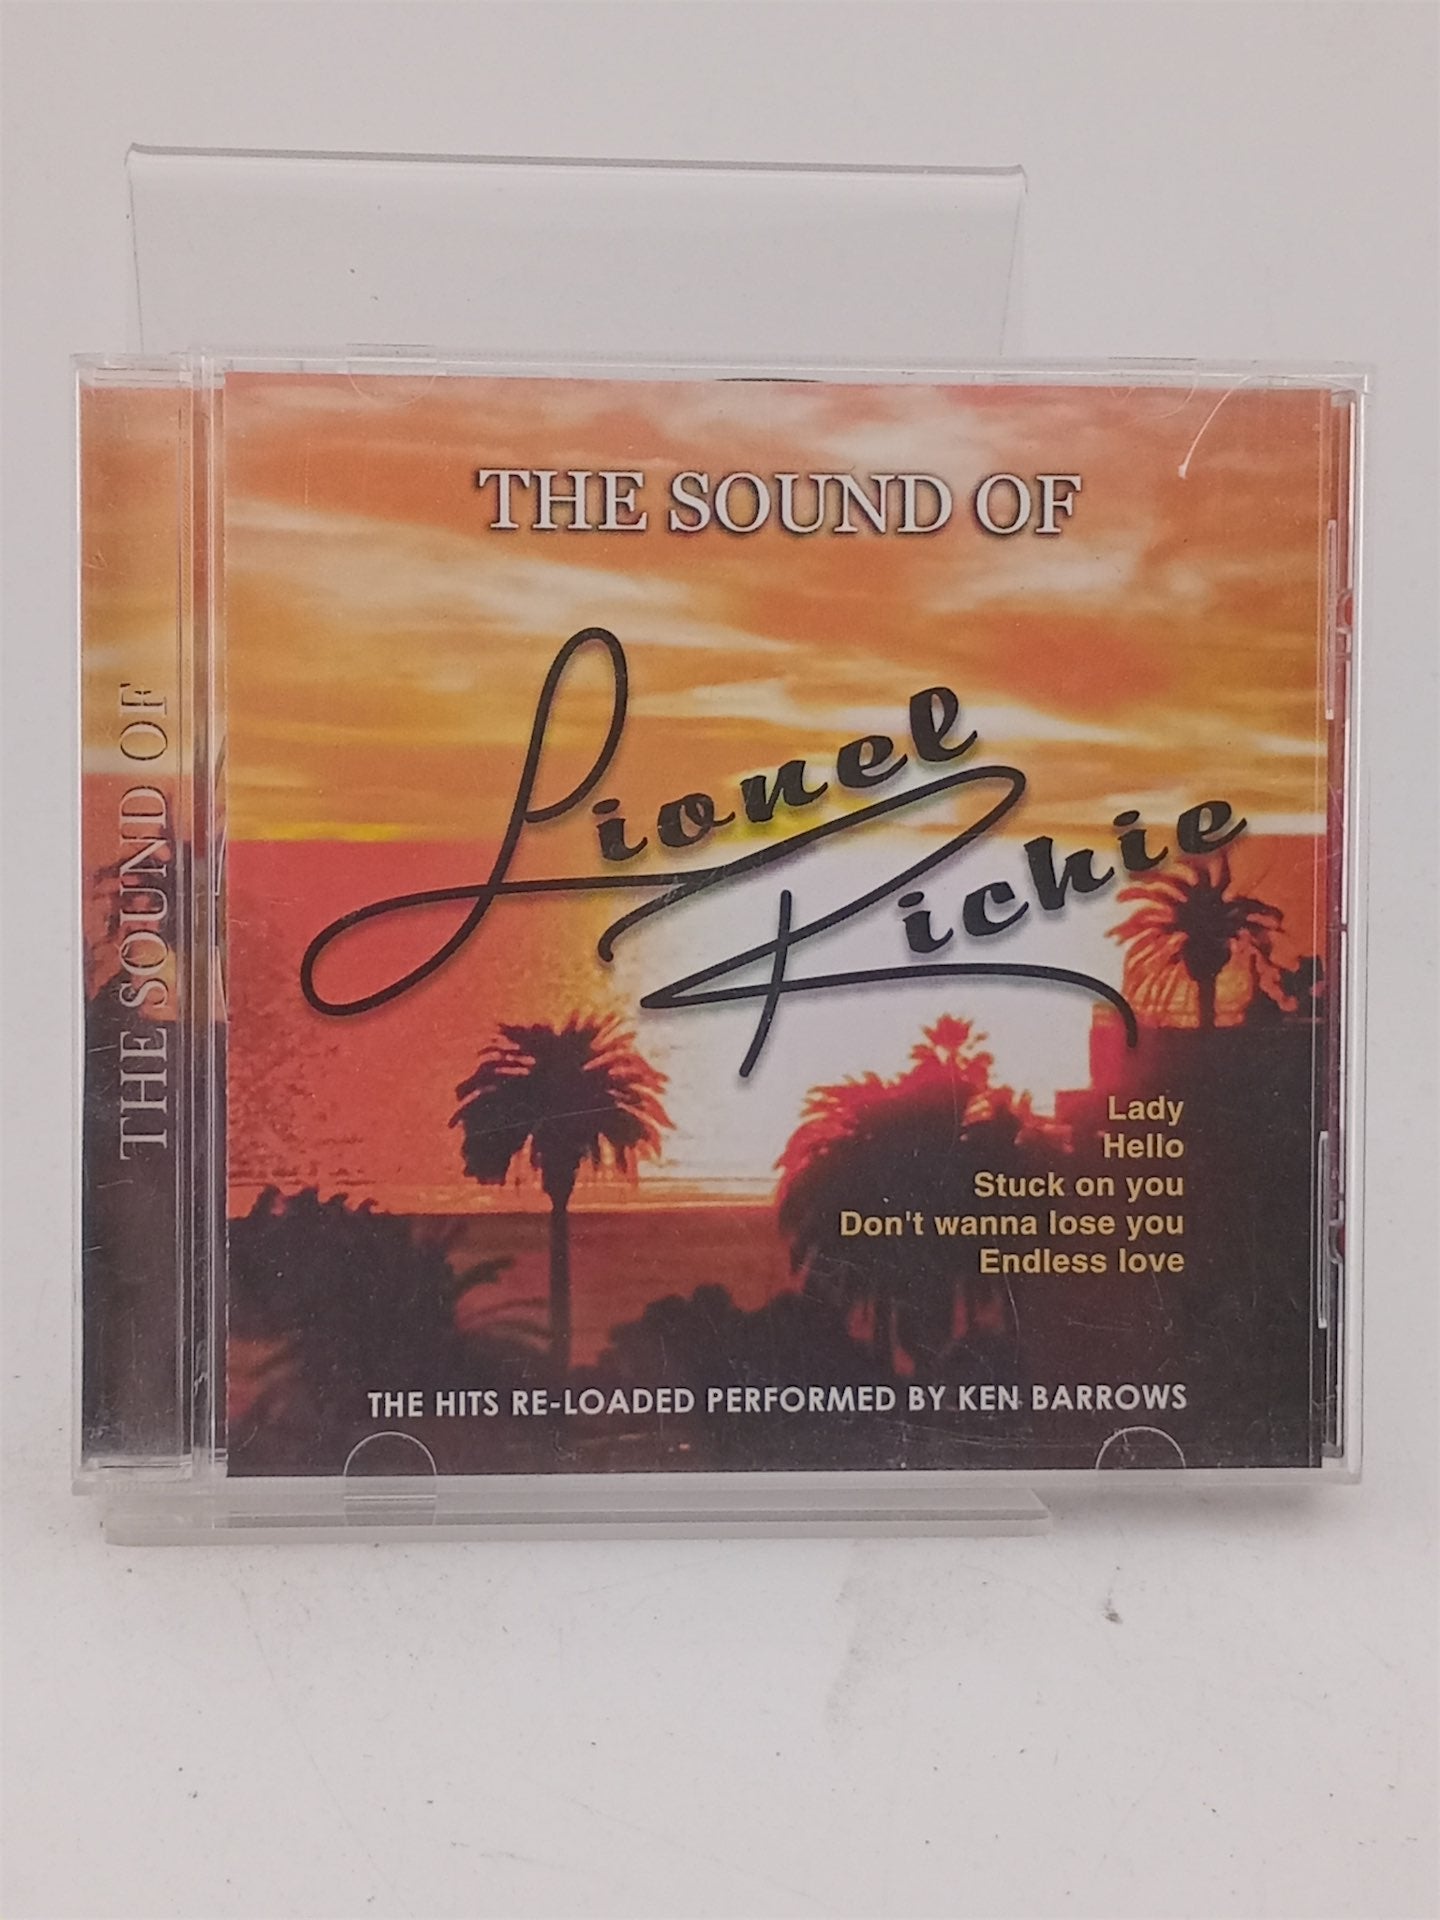 THE SOUND OF
THE SOUND OF
Lionel
Richie
Lady
Hello
Stuck on you
Don't wanna lose you
Endless love
THE HITS RE-LOADED PERFORMED BY KEN BARROWS